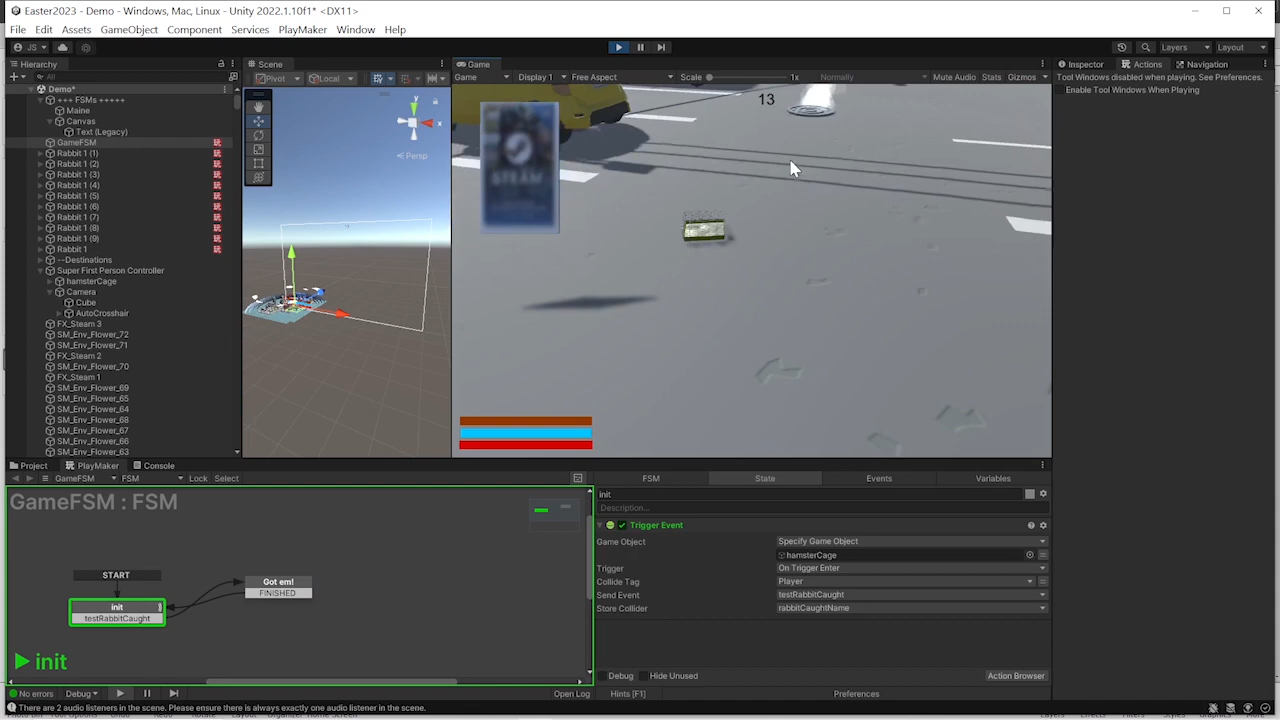 Easter2023 - Demo - Windows, Mac, Linux - Unity 2022.1.10f1* <DX11>
File Edit Assets GameObject Component Services PlayMaker Window Help
JS Layers Layout
Hierarchy Scene Game Inspector Actions Navigation
All Pivot Local Game Display 1 Free Aspect Scale 1x Normally Mute Audio Stats Gizmos
Tool Windows disabled when playing. See Preferences.
Enable Tool Windows When Playing
Demo*
+++ FSMs +++++
Maine
Canvas
Text (Legacy)
GameFSM
Rabbit 1 (1)
Rabbit 1 (2)
Rabbit 1 (3)
Rabbit 1 (4)
Rabbit 1 (5)
Rabbit 1 (6)
Rabbit 1 (7)
Rabbit 1 (8)
Rabbit 1 (9)
Rabbit 1
--Destinations
Super First Person Controller
hamsterCage
Camera
Cube
AutoCrosshair
FX_Steam 3
SM_Env_Flower_72
SM_Env_Flower_71
FX_Steam 2
SM_Env_Flower_70
FX_Steam 1
SM_Env_Flower_69
SM_Env_Flower_65
SM_Env_Flower_64
SM_Env_Flower_68
SM_Env_Flower_67
SM_Env_Flower_66
SM_Env_Flower_63
y
x
Persp
13
STEAM
Project PlayMaker Console
GameFSM FSM Lock Select
FSM State Events Variables
GameFSM : FSM
START
init
testRabbitCaught
Got em!
FINISHED
init
init
Description...
Trigger Event
Game Object Specify Game Object
hamsterCage
Trigger On Trigger Enter
Collide Tag Player
Send Event testRabbitCaught
Store Collider rabbitCaughtName
Debug Hide Unused Action Browser
No errors Debug Open Log Hints [F1] Preferences
There are 2 audio listeners in the scene. Please ensure there is always exactly one audio listener in the scene.